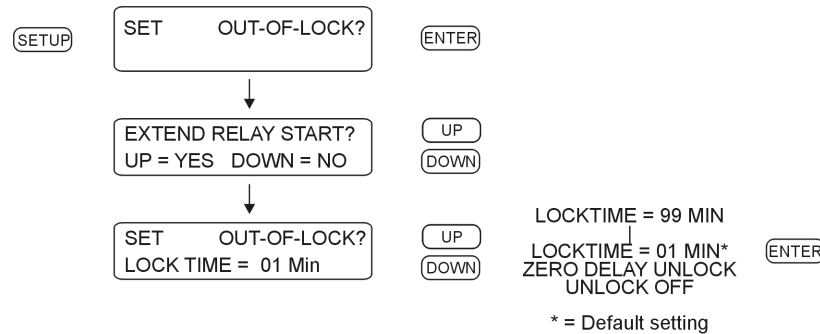 SETUP
SET OUT-OF-LOCK?
ENTER
EXTEND RELAY START?
UP = YES DOWN = NO
UP
DOWN
SET OUT-OF-LOCK?
LOCK TIME = 01 Min
UP
DOWN
LOCKTIME = 99 MIN
LOCKTIME = 01 MIN*
ZERO DELAY UNLOCK
UNLOCK OFF
ENTER
* = Default setting